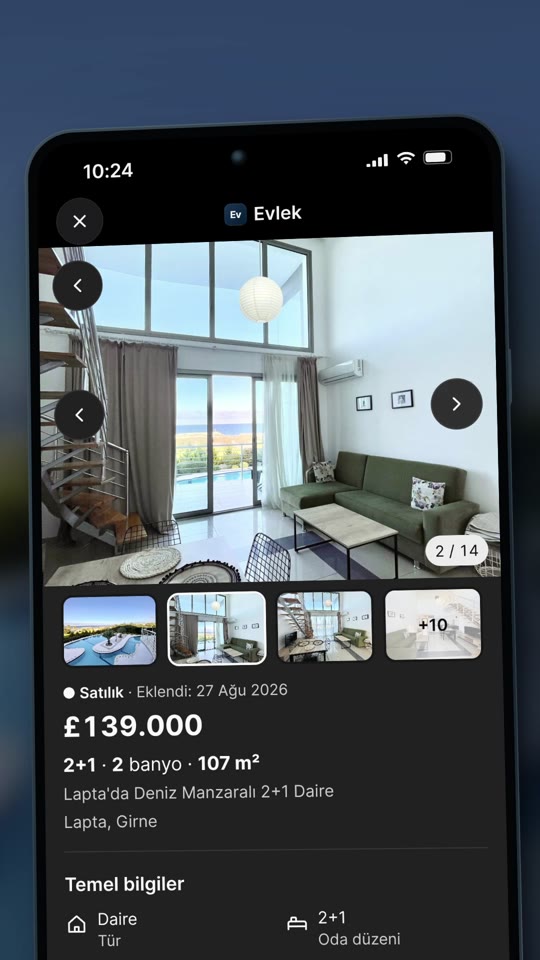 10:24
Ev Evlek
2 / 14
+10
Satılık · Eklendi: 27 Ağu 2026
£139.000
2+1 · 2 banyo · 107 m²
Lapta'da Deniz Manzaralı 2+1 Daire
Lapta, Girne
Temel bilgiler
Daire
Tür
2+1
Oda düzeni